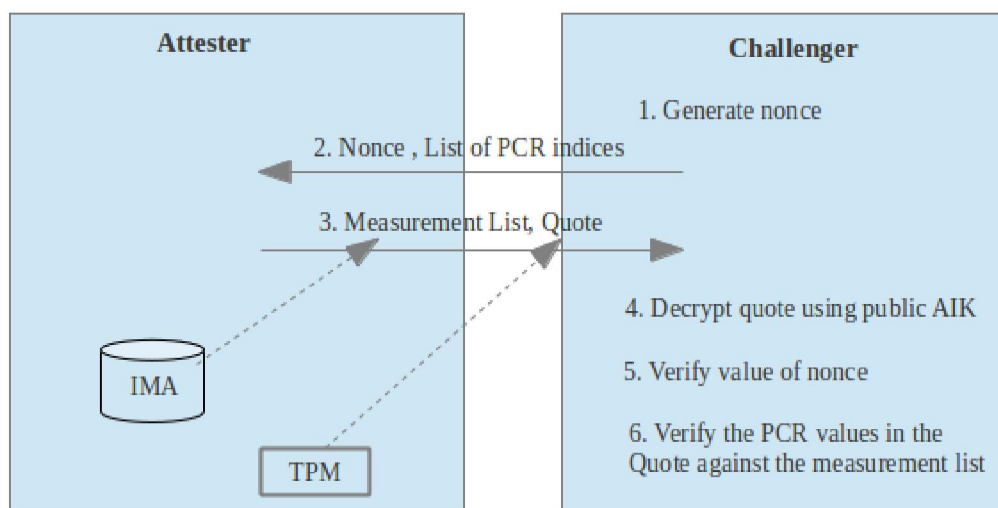 Attester
Challenger
1. Generate nonce
2. Nonce , List of PCR indices
3. Measurement List, Quote
4. Decrypt quote using public AIK
5. Verify value of nonce
IMA
6. Verify the PCR values in the
Quote against the measurement list
TPM